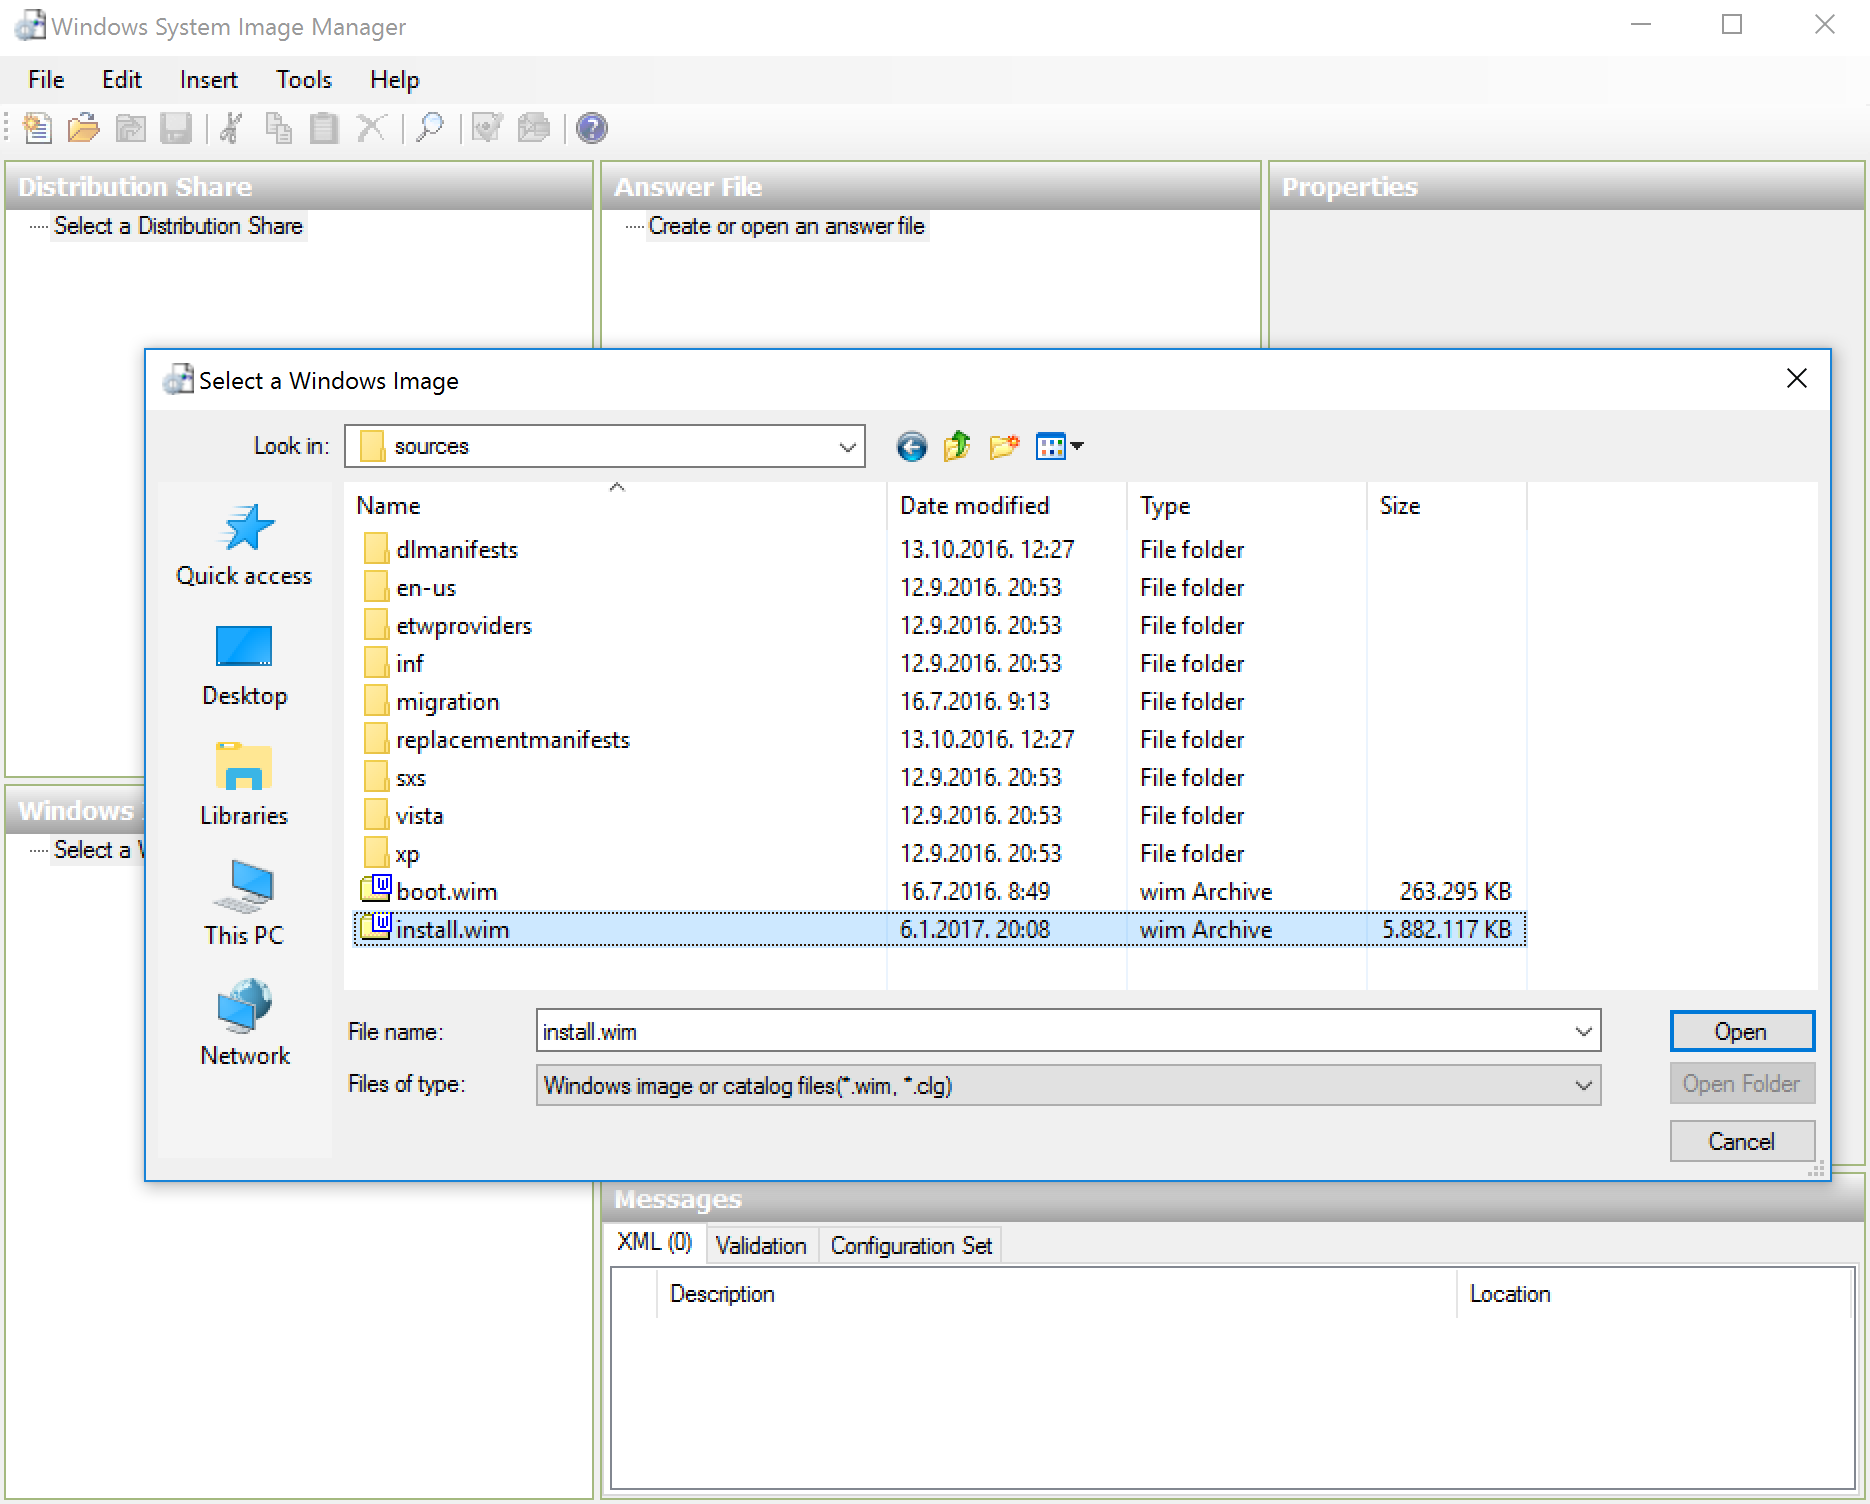 Windows System Image Manager
File Edit Insert Tools Help
Distribution Share
Select a Distribution Share
Answer File
Create or open an answer file
Properties
Select a Windows Image
Look in: sources
Quick access
Desktop
Libraries
This PC
Network
Name Date modified Type Size
dlmanifests 13.10.2016. 12:27 File folder
en-us 12.9.2016. 20:53 File folder
etwproviders 12.9.2016. 20:53 File folder
inf 12.9.2016. 20:53 File folder
migration 16.7.2016. 9:13 File folder
replacementmanifests 13.10.2016. 12:27 File folder
sxs 12.9.2016. 20:53 File folder
vista 12.9.2016. 20:53 File folder
xp 12.9.2016. 20:53 File folder
boot.wim 16.7.2016. 8:49 wim Archive 263.295 KB
install.wim 6.1.2017. 20:08 wim Archive 5.882.117 KB
File name: install.wim Open
Files of type: Windows image or catalog files(*.wim, *.clg) Open Folder
Cancel
Windows
Select a
Messages
XML (0) Validation Configuration Set
Description Location